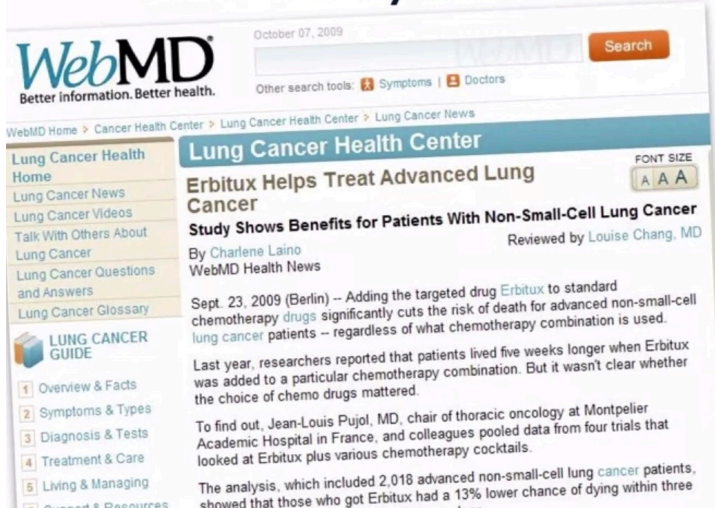 October 07, 2009
WebMD
Better information. Better health.
Search
Other search tools: Symptoms | Doctors
WebMD Home > Cancer Health Center > Lung Cancer Health Center > Lung Cancer News
Lung Cancer Health
Home
Lung Cancer News
Lung Cancer Videos
Talk With Others About
Lung Cancer
Lung Cancer Questions
and Answers
Lung Cancer Glossary
LUNG CANCER
GUIDE
1 Overview & Facts
2 Symptoms & Types
3 Diagnosis & Tests
4 Treatment & Care
5 Living & Managing
Support & Resources
Lung Cancer Health Center
FONT SIZE
A A A
Erbitux Helps Treat Advanced Lung
Cancer
Study Shows Benefits for Patients With Non-Small-Cell Lung Cancer
By Charlene Laino
WebMD Health News
Reviewed by Louise Chang, MD
Sept. 23, 2009 (Berlin) -- Adding the targeted drug Erbitux to standard
chemotherapy drugs significantly cuts the risk of death for advanced non-small-cell
lung cancer patients -- regardless of what chemotherapy combination is used.
Last year, researchers reported that patients lived five weeks longer when Erbitux
was added to a particular chemotherapy combination. But it wasn't clear whether
the choice of chemo drugs mattered.
To find out, Jean-Louis Pujol, MD, chair of thoracic oncology at Montpelier
Academic Hospital in France, and colleagues pooled data from four trials that
looked at Erbitux plus various chemotherapy cocktails.
The analysis, which included 2,018 advanced non-small-cell lung cancer patients,
showed that those who got Erbitux had a 13% lower chance of dying within three